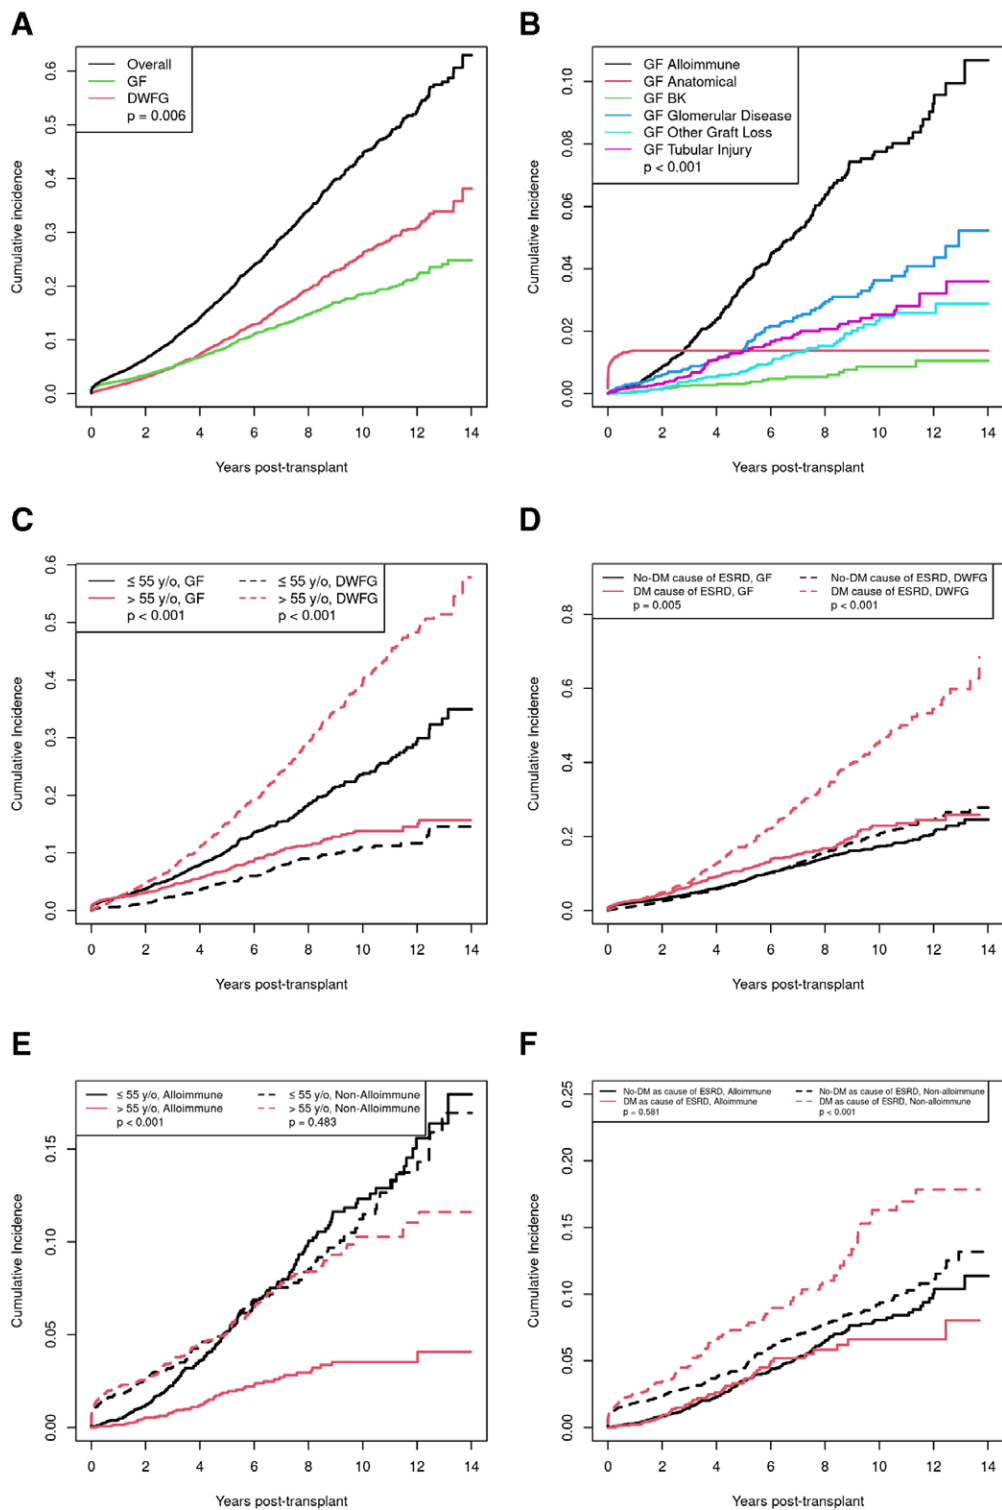 A
Overall
GF
DWFG
p = 0.006
Cumulative Incidence
0.0
0.1
0.2
0.3
0.4
0.5
0.6
0 2 4 6 8 10 12 14
Years post-transplant
B
GF Alloimmune
GF Anatomical
GF BK
GF Glomerular Disease
GF Other Graft Loss
GF Tubular Injury
p < 0.001
Cumulative Incidence
0.00
0.02
0.04
0.06
0.08
0.10
0 2 4 6 8 10 12 14
Years post-transplant
C
≤ 55 y/o, GF ≤ 55 y/o, DWFG
> 55 y/o, GF > 55 y/o, DWFG
p < 0.001 p < 0.001
Cumulative Incidence
0.0
0.1
0.2
0.3
0.4
0.5
0.6
0 2 4 6 8 10 12 14
Years post-transplant
D
No-DM cause of ESRD, GF No-DM cause of ESRD, DWFG
DM cause of ESRD, GF DM cause of ESRD, DWFG
p = 0.005 p < 0.001
Cumulative Incidence
0.0
0.2
0.4
0.6
0.8
0 2 4 6 8 10 12 14
Years post-transplant
E
≤ 55 y/o, Alloimmune ≤ 55 y/o, Non-Alloimmune
> 55 y/o, Alloimmune > 55 y/o, Non-Alloimmune
p < 0.001 p = 0.483
Cumulative Incidence
0.00
0.05
0.10
0.15
0 2 4 6 8 10 12 14
Years post-transplant
F
No-DM as cause of ESRD, Alloimmune No-DM as cause of ESRD, Non-alloimmune
DM as cause of ESRD, Alloimmune DM as cause of ESRD, Non-alloimmune
p = 0.581 p < 0.001
Cumulative Incidence
0.00
0.05
0.10
0.15
0.20
0.25
0 2 4 6 8 10 12 14
Years post-transplant